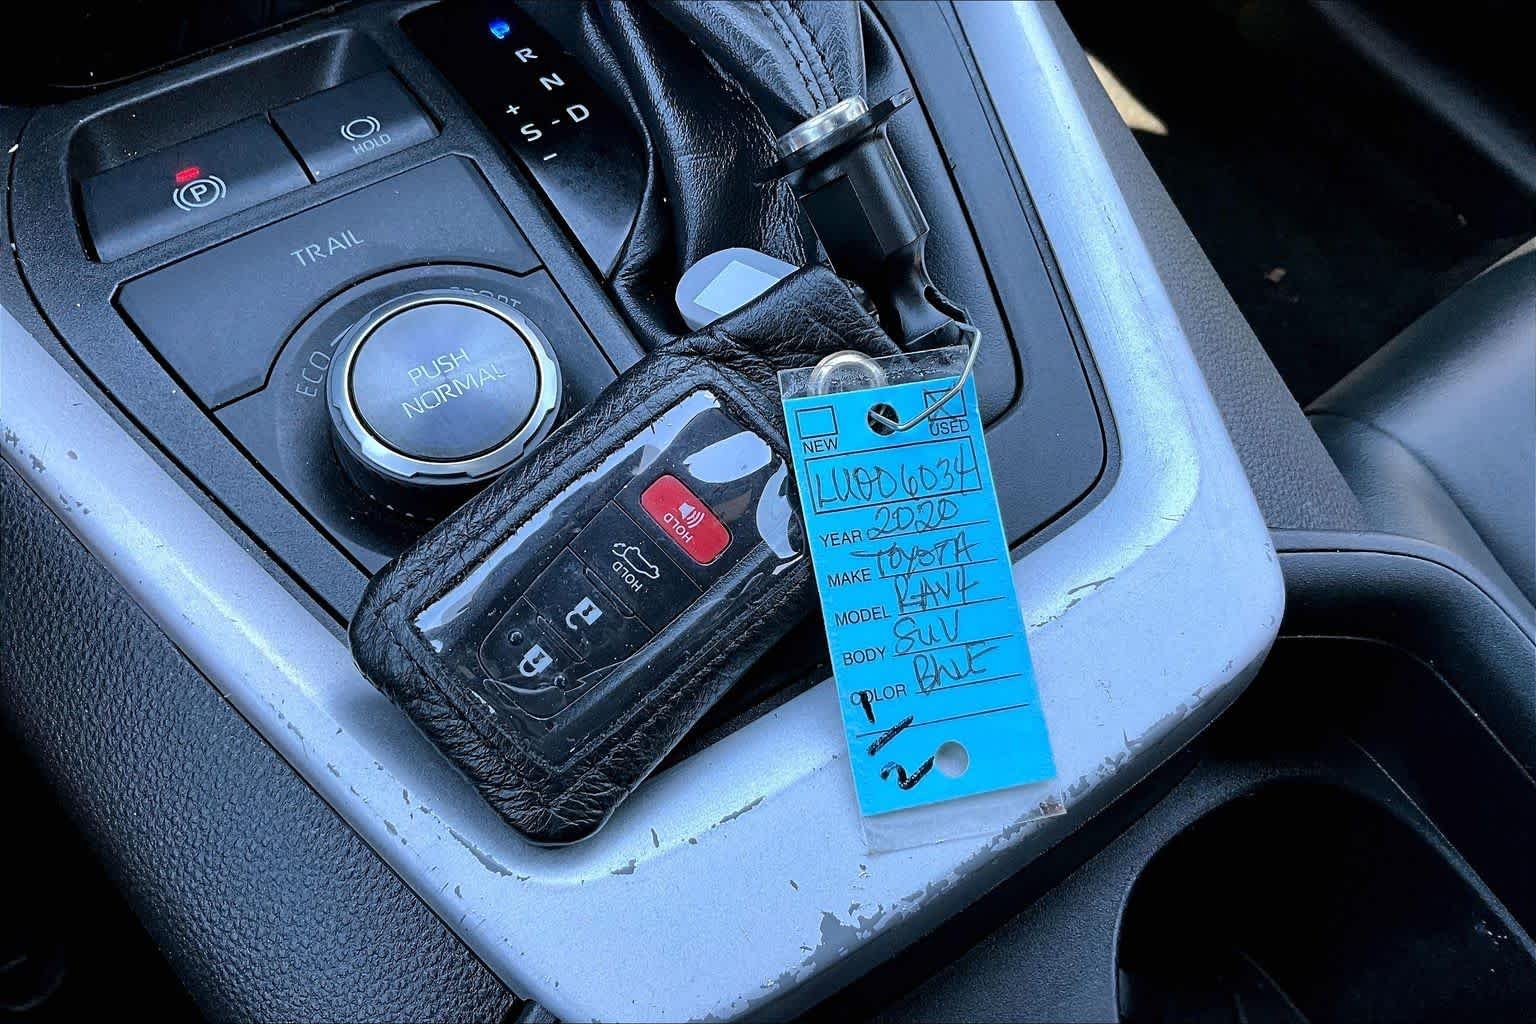 R
N
+
S - D
–
HOLD
P
TRAIL
SPORT
ECO
PUSH
NORMAL
HOLD
HOLD
NEW USED
LU006034
YEAR 2020
MAKE TOYOTA
MODEL RAV4
BODY SUV
COLOR BLUE
1
2